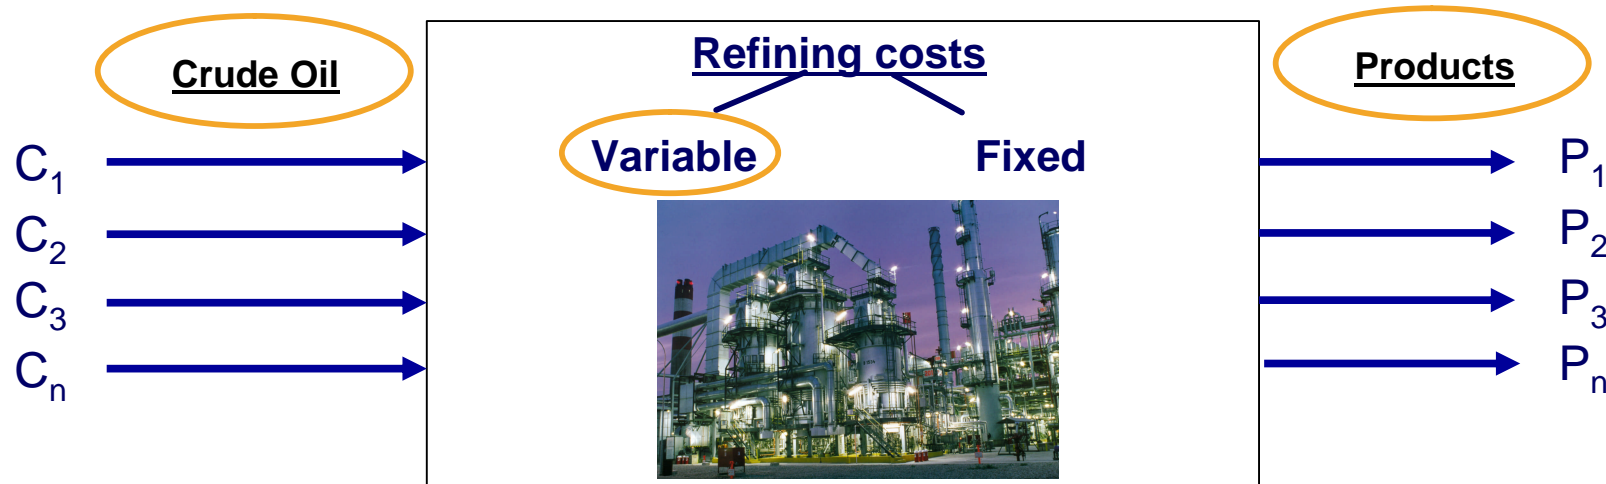 Crude Oil
Refining costs
Products
Variable
Fixed
C₁
C₂
C₃
Cₙ
P₁
P₂
P₃
Pₙ